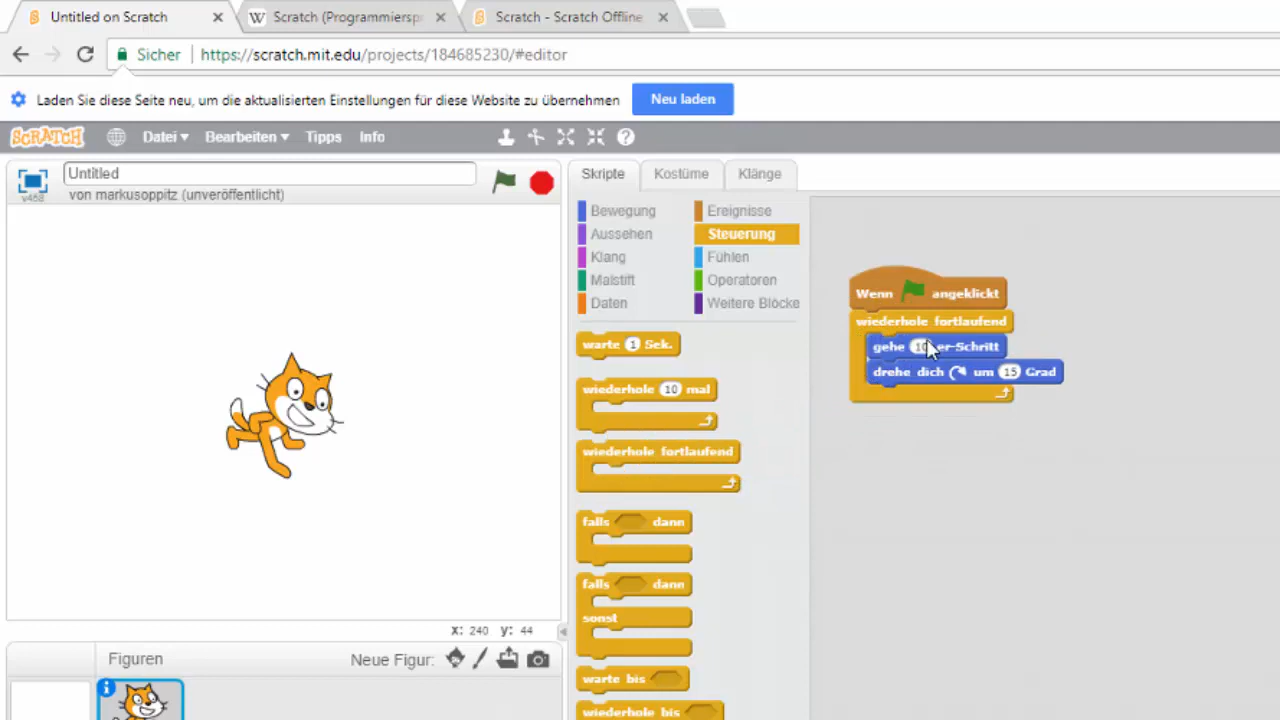 Untitled on Scratch
Scratch (Programmierspr
Scratch - Scratch Offline
Sicher https://scratch.mit.edu/projects/184685230/#editor
Laden Sie diese Seite neu, um die aktualisierten Einstellungen für diese Website zu übernehmen
Neu laden
SCRATCH
Datei Bearbeiten Tipps Info
Untitled
von markusoppitz (unveröffentlicht)
v458
Skripte Kostüme Klänge
Bewegung Ereignisse
Aussehen Steuerung
Klang Fühlen
Malstift Operatoren
Daten Weitere Blöcke
warte 1 Sek.
wiederhole 10 mal
wiederhole fortlaufend
falls dann
falls dann
sonst
warte bis
wiederhole bis
Wenn angeklickt
wiederhole fortlaufend
gehe 10 er-Schritt
drehe dich um 15 Grad
x: 240 y: 44
Figuren Neue Figur: